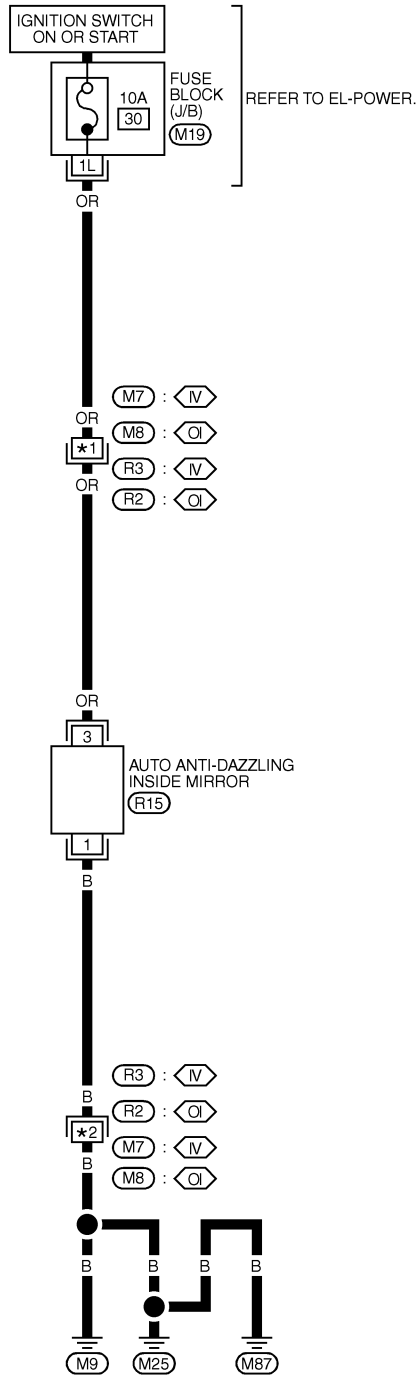 IGNITION SWITCH
ON OR START
FUSE
BLOCK
(J/B)
M19
10A
30
REFER TO EL-POWER.
1L
OR
M7 : IV
OR
M8 : OI
*1
R3 : IV
OR
R2 : OI
OR
3
AUTO ANTI-DAZZLING
INSIDE MIRROR
R15
1
B
R3 : IV
B
R2 : OI
*2
M7 : IV
B
M8 : OI
B B B B
M9 M25 M87